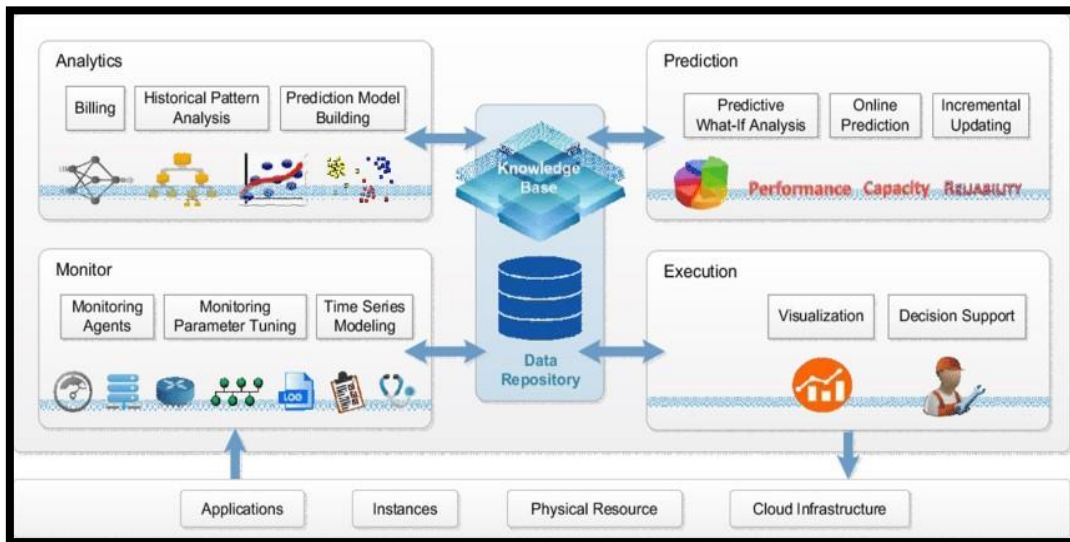 Analytics
Billing
Historical Pattern
Analysis
Prediction Model
Building
Prediction
Predictive
What-If Analysis
Online
Prediction
Incremental
Updating
Performance
Capacity
RELIABILITY
Knowledge
Base
Data
Repository
Monitor
Monitoring
Agents
Monitoring
Parameter Tuning
Time Series
Modeling
LOG
Execution
Visualization
Decision Support
Applications
Instances
Physical Resource
Cloud Infrastructure